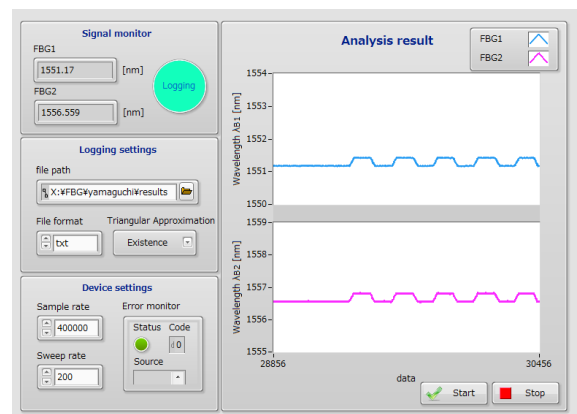 Signal monitor
FBG1
1551.17 [nm]
Logging
FBG2
1556.559 [nm]
Logging settings
file path
X:¥FBG¥yamaguchi¥results
File format Triangular Approximation
txt Existence
Device settings
Sample rate Error monitor
400000 Status Code
d 0
Sweep rate Source
200
Analysis result
FBG1
FBG2
Wavelength λB1 [nm]
1554
1553
1552
1551
1550
Wavelength λB2 [nm]
1559
1558
1557
1556
1555
28856 30456
data
Start Stop